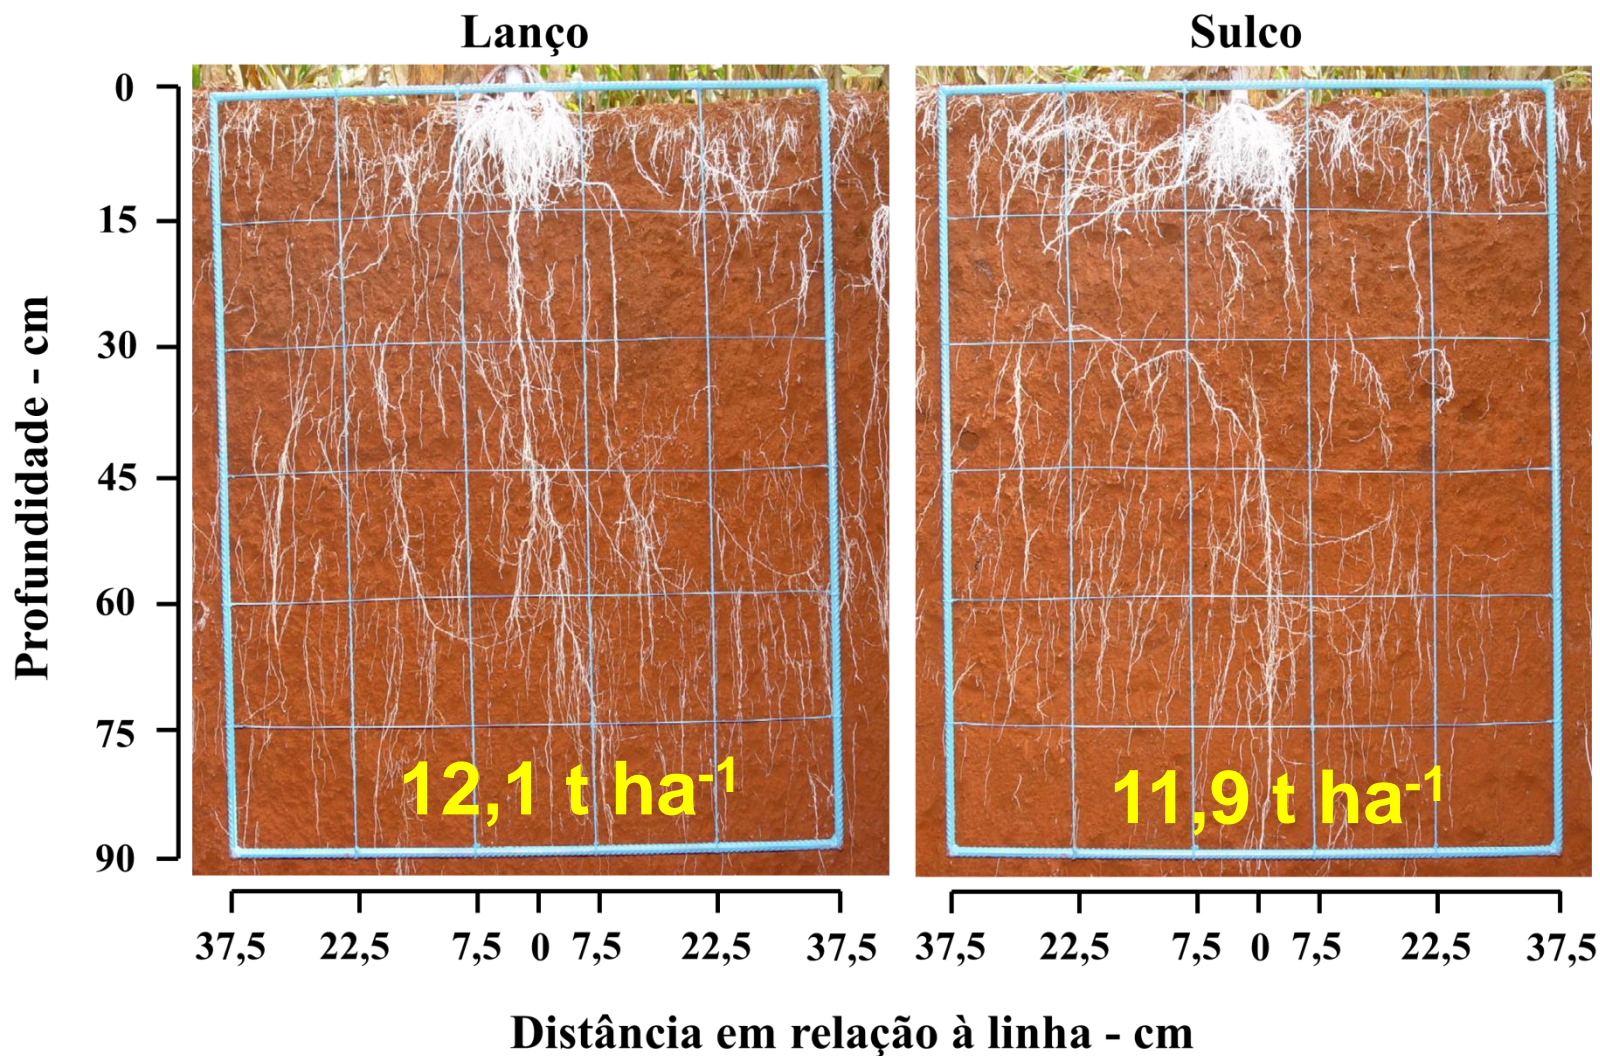 Lanço
Sulco
Profundidade - cm
0
15
30
45
60
75
90
12,1 t ha-1
11,9 t ha-1
37,5 22,5 7,5 0 7,5 22,5 37,5
37,5 22,5 7,5 0 7,5 22,5 37,5
Distância em relação à linha - cm